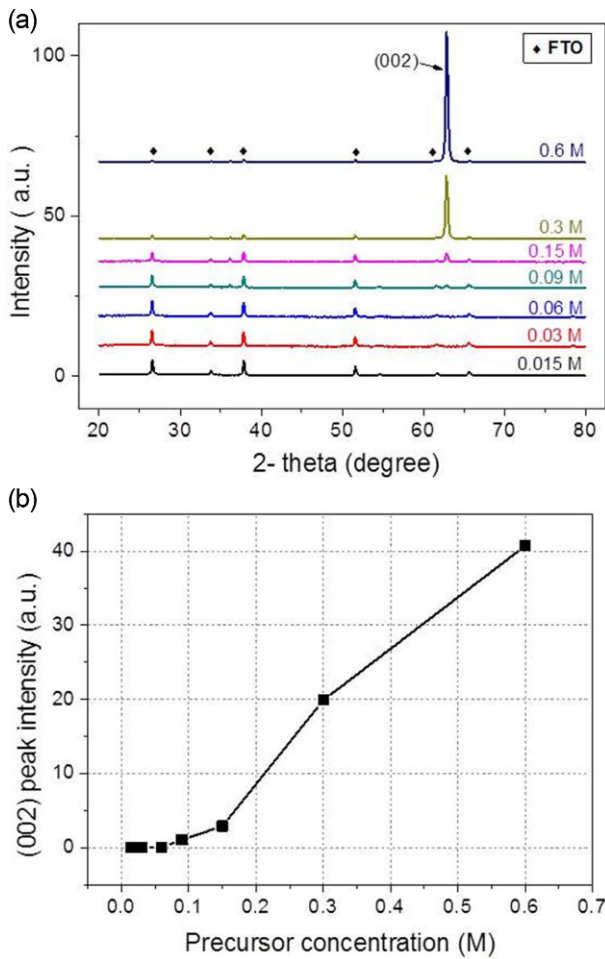 (a)
◆ FTO
100
50
0
Intensity ( a.u.)
(002)
0.6 M
0.3 M
0.15 M
0.09 M
0.06 M
0.03 M
0.015 M
20 30 40 50 60 70 80
2- theta (degree)
(b)
40
30
20
10
0
(002) peak intensity (a.u.)
0.0 0.1 0.2 0.3 0.4 0.5 0.6 0.7
Precursor concentration (M)